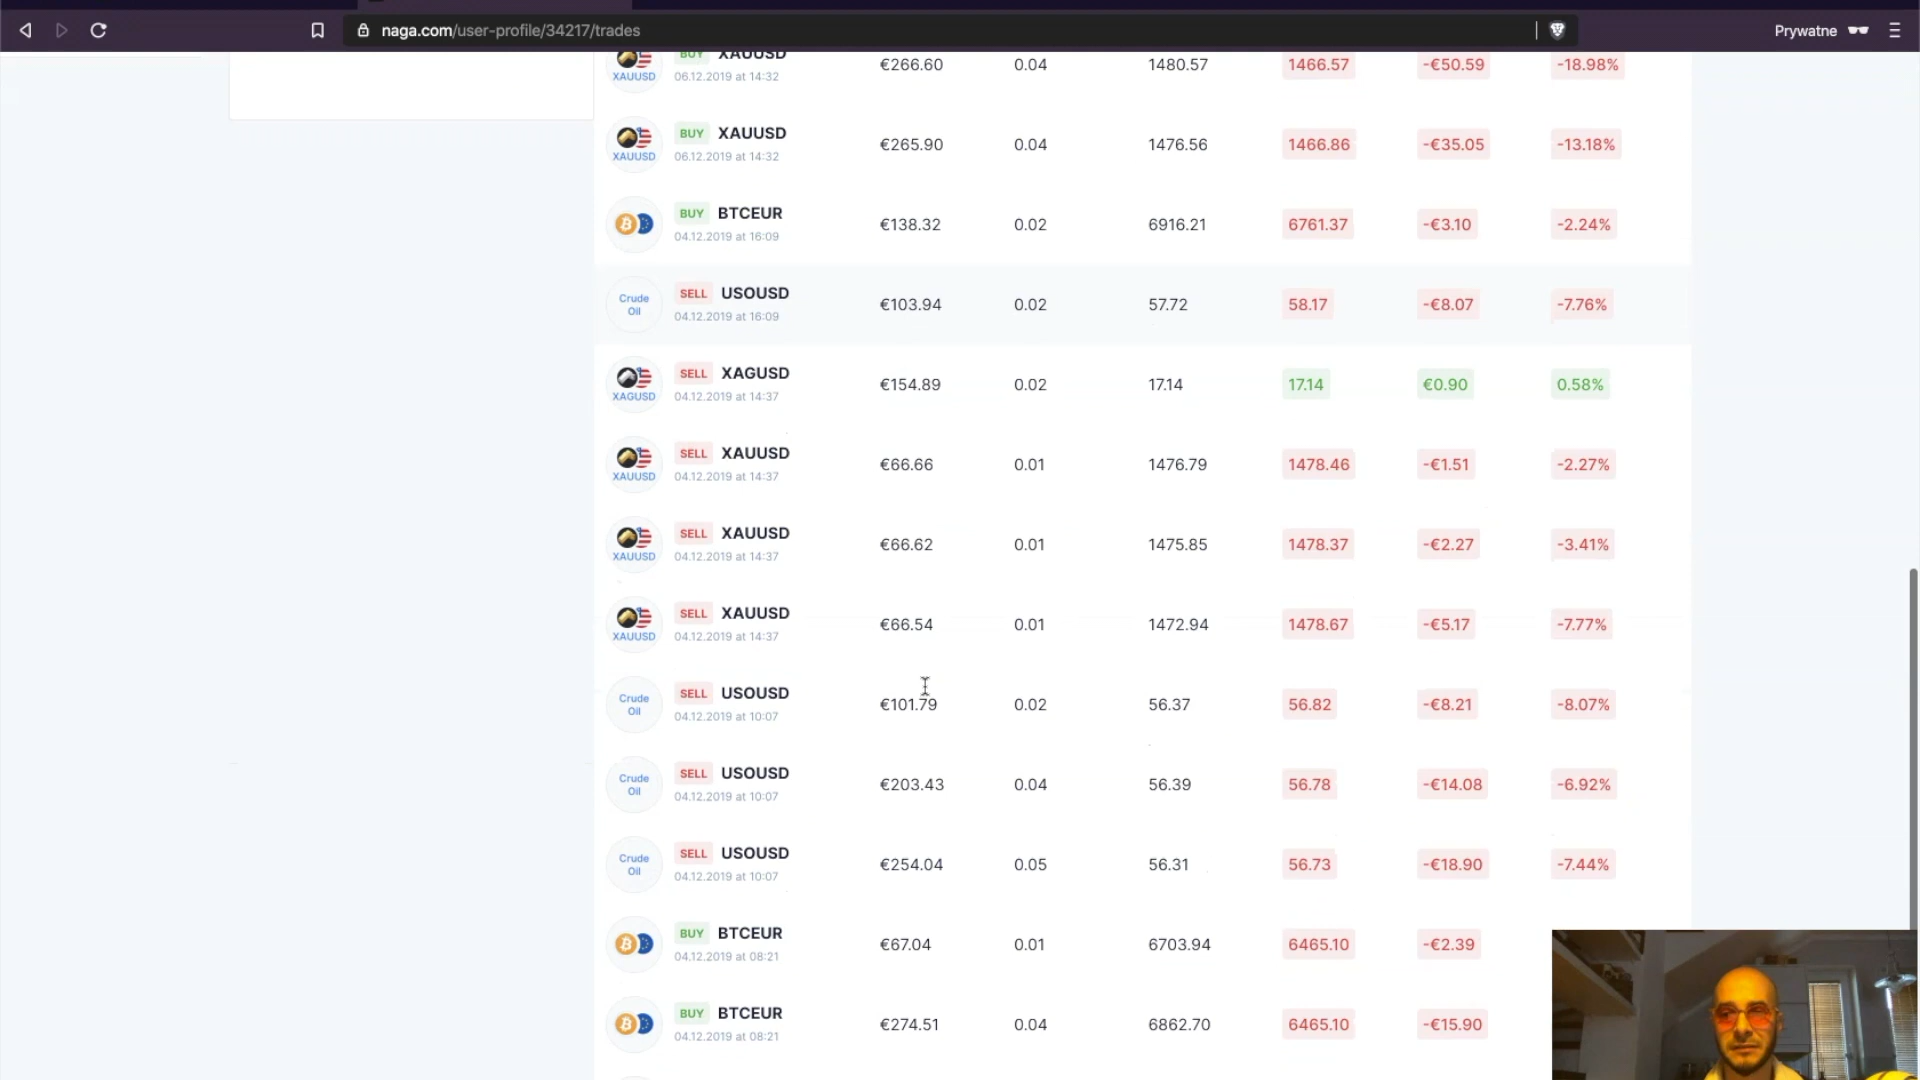 naga.com/user-profile/34217/trades
Prywatne
BUY XAUUSD €266.60 0.04 1480.57 1466.57 -€50.59 -18.98%
XAUUSD 06.12.2019 at 14:32
BUY XAUUSD €265.90 0.04 1476.56 1466.86 -€35.05 -13.18%
XAUUSD 06.12.2019 at 14:32
BUY BTCEUR €138.32 0.02 6916.21 6761.37 -€3.10 -2.24%
04.12.2019 at 16:09
Crude Oil SELL USOUSD €103.94 0.02 57.72 58.17 -€8.07 -7.76%
04.12.2019 at 16:09
SELL XAGUSD €154.89 0.02 17.14 17.14 €0.90 0.58%
XAGUSD 04.12.2019 at 14:37
SELL XAUUSD €66.66 0.01 1476.79 1478.46 -€1.51 -2.27%
XAUUSD 04.12.2019 at 14:37
SELL XAUUSD €66.62 0.01 1475.85 1478.37 -€2.27 -3.41%
XAUUSD 04.12.2019 at 14:37
SELL XAUUSD €66.54 0.01 1472.94 1478.67 -€5.17 -7.77%
XAUUSD 04.12.2019 at 14:37
Crude Oil SELL USOUSD €101.79 0.02 56.37 56.82 -€8.21 -8.07%
04.12.2019 at 10:07
Crude Oil SELL USOUSD €203.43 0.04 56.39 56.78 -€14.08 -6.92%
04.12.2019 at 10:07
Crude Oil SELL USOUSD €254.04 0.05 56.31 56.73 -€18.90 -7.44%
04.12.2019 at 10:07
BUY BTCEUR €67.04 0.01 6703.94 6465.10 -€2.39
04.12.2019 at 08:21
BUY BTCEUR €274.51 0.04 6862.70 6465.10 -€15.90
04.12.2019 at 08:21